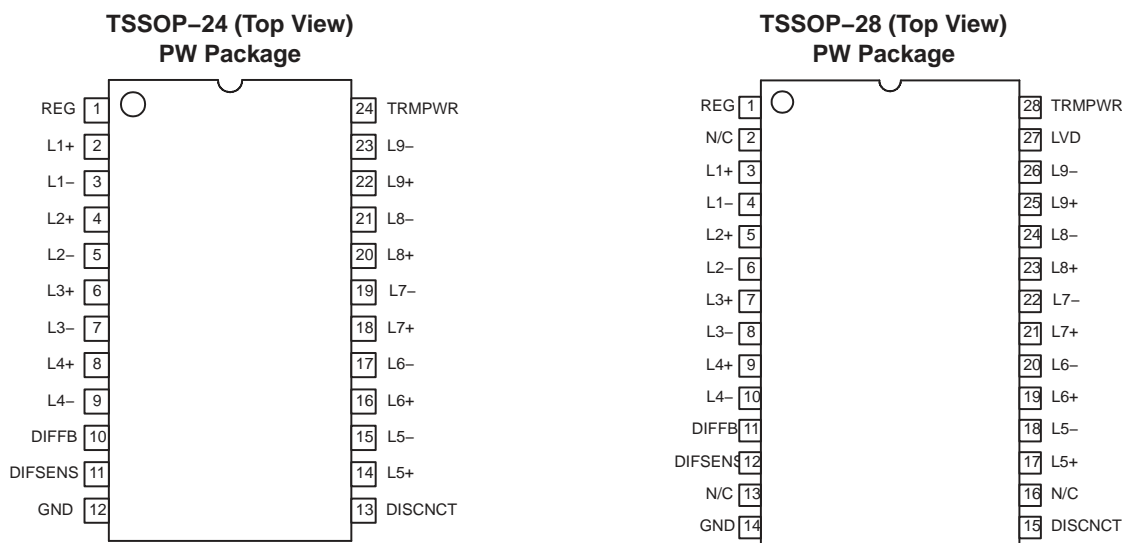 TSSOP−24 (Top View)
PW Package
REG 1
L1+ 2
L1− 3
L2+ 4
L2− 5
L3+ 6
L3− 7
L4+ 8
L4− 9
DIFFB 10
DIFSENS 11
GND 12
24 TRMPWR
23 L9−
22 L9+
21 L8−
20 L8+
19 L7−
18 L7+
17 L6−
16 L6+
15 L5−
14 L5+
13 DISCNCT
TSSOP−28 (Top View)
PW Package
REG 1
N/C 2
L1+ 3
L1− 4
L2+ 5
L2− 6
L3+ 7
L3− 8
L4+ 9
L4− 10
DIFFB 11
DIFSENS 12
N/C 13
GND 14
28 TRMPWR
27 LVD
26 L9−
25 L9+
24 L8−
23 L8+
22 L7−
21 L7+
20 L6−
19 L6+
18 L5−
17 L5+
16 N/C
15 DISCNCT